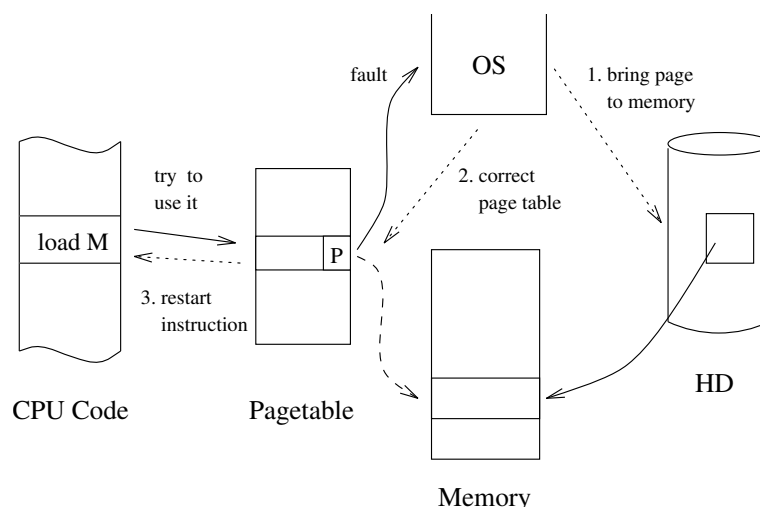 OS
fault
1. bring page
to memory
try to
use it
2. correct
page table
load M
P
3. restart
instruction
HD
CPU Code
Pagetable
Memory